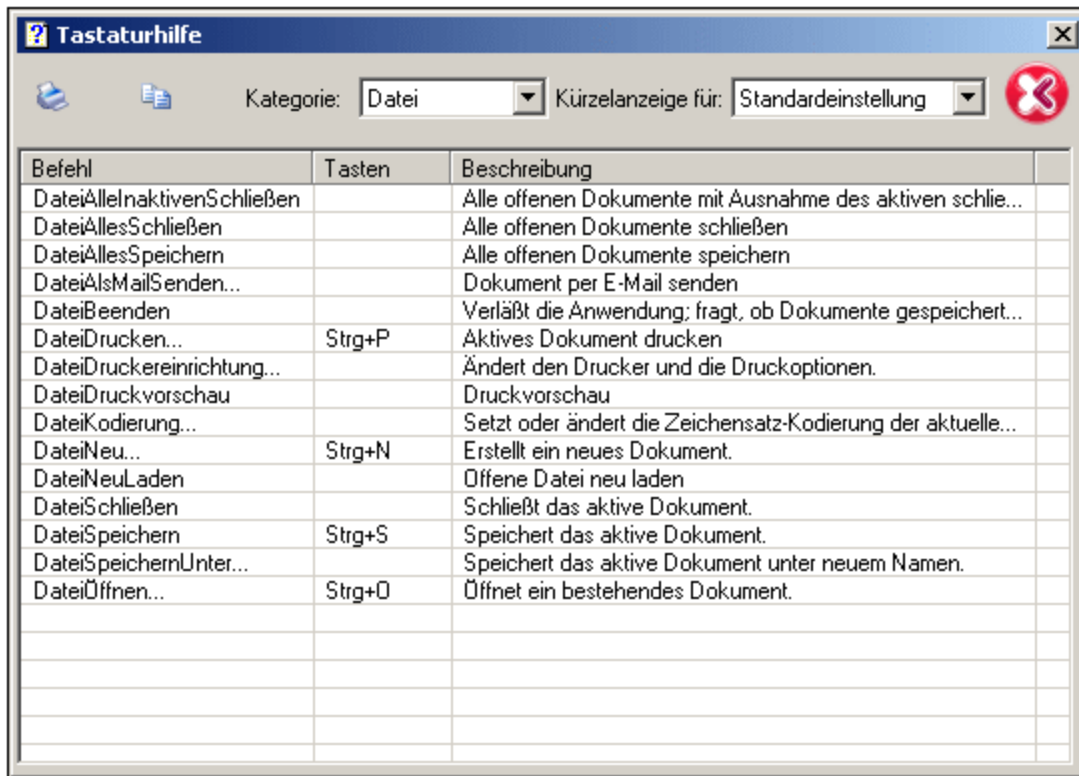 Tastaturhilfe
Kategorie: Datei Kürzelanzeige für: Standardeinstellung
Befehl Tasten Beschreibung
DateiAlleInaktivenSchließen Alle offenen Dokumente mit Ausnahme des aktiven schlie...
DateiAllesSchließen Alle offenen Dokumente schließen
DateiAllesSpeichern Alle offenen Dokumente speichern
DateiAlsMailSenden... Dokument per E-Mail senden
DateiBeenden Verläßt die Anwendung; fragt, ob Dokumente gespeichert...
DateiDrucken... Strg+P Aktives Dokument drucken
DateiDruckereinrichtung... Ändert den Drucker und die Druckoptionen.
DateiDruckvorschau Druckvorschau
DateiKodierung... Setzt oder ändert die Zeichensatz-Kodierung der aktuelle...
DateiNeu... Strg+N Erstellt ein neues Dokument.
DateiNeuLaden Offene Datei neu laden
DateiSchließen Schließt das aktive Dokument.
DateiSpeichern Strg+S Speichert das aktive Dokument.
DateiSpeichernUnter... Speichert das aktive Dokument unter neuem Namen.
DateiÖffnen... Strg+O Öffnet ein bestehendes Dokument.